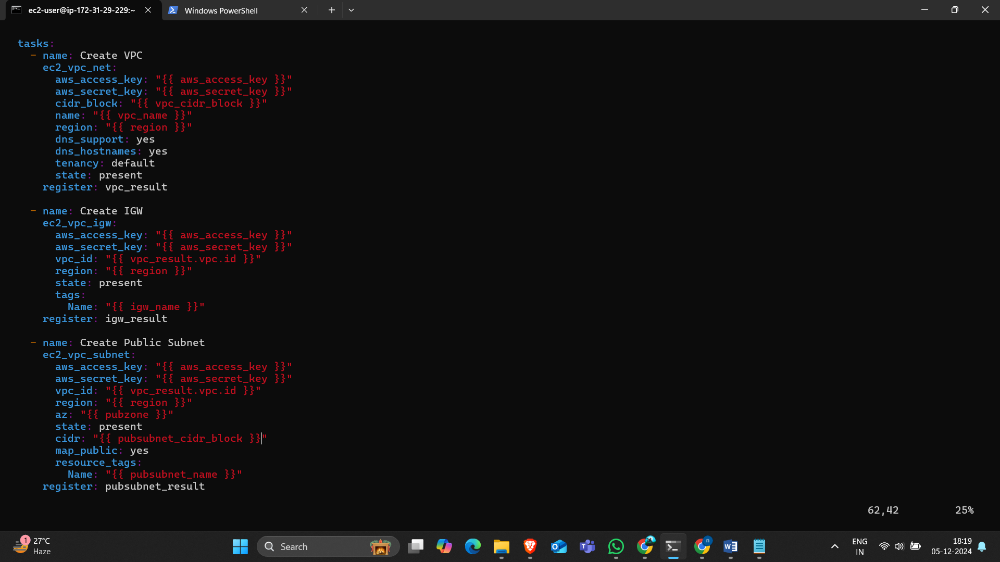 ec2-user@ip-172-31-29-229:~
Windows PowerShell
tasks:
  - name: Create VPC
    ec2_vpc_net:
      aws_access_key: "{{ aws_access_key }}"
      aws_secret_key: "{{ aws_secret_key }}"
      cidr_block: "{{ vpc_cidr_block }}"
      name: "{{ vpc_name }}"
      region: "{{ region }}"
      dns_support: yes
      dns_hostnames: yes
      tenancy: default
      state: present
    register: vpc_result
  - name: Create IGW
    ec2_vpc_igw:
      aws_access_key: "{{ aws_access_key }}"
      aws_secret_key: "{{ aws_secret_key }}"
      vpc_id: "{{ vpc_result.vpc.id }}"
      region: "{{ region }}"
      state: present
      tags:
        Name: "{{ igw_name }}"
    register: igw_result
  - name: Create Public Subnet
    ec2_vpc_subnet:
      aws_access_key: "{{ aws_access_key }}"
      aws_secret_key: "{{ aws_secret_key }}"
      vpc_id: "{{ vpc_result.vpc.id }}"
      region: "{{ region }}"
      az: "{{ pubzone }}"
      state: present
      cidr: "{{ pubsubnet_cidr_block }}"
      map_public: yes
      resource_tags:
        Name: "{{ pubsubnet_name }}"
    register: pubsubnet_result
62,42 25%
1
27°C
Haze
Search
n
ENG
IN
18:19
05-12-2024